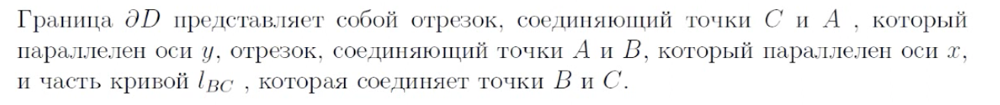 Граница ∂D представляет собой отрезок, соединяющий точки C и A , который
параллелен оси y, отрезок, соединяющий точки A и B, который параллелен оси x,
и часть кривой l_{BC} , которая соединяет точки B и C.